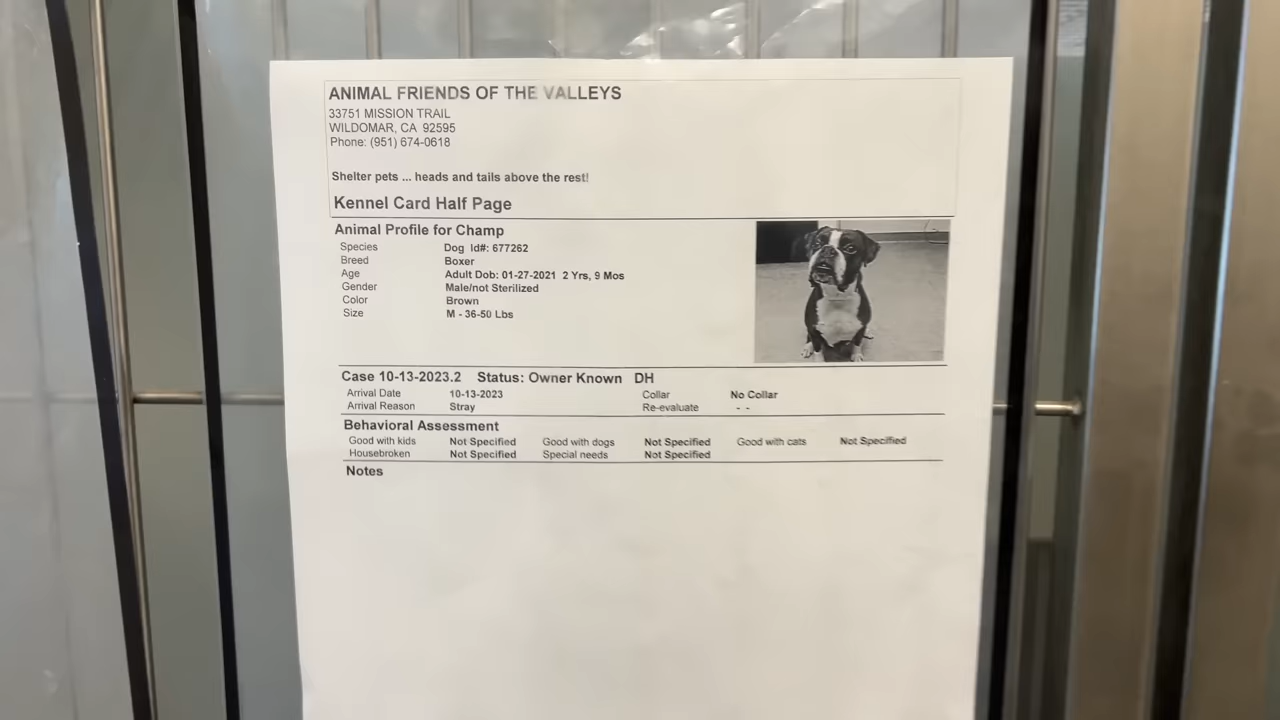 ANIMAL FRIENDS OF THE VALLEYS
33751 MISSION TRAIL
WILDOMAR, CA 92595
Phone: (951) 674-0618
Shelter pets ... heads and tails above the rest!
Kennel Card Half Page
Animal Profile for Champ
Species Dog Id#: 677262
Breed Boxer
Age Adult Dob: 01-27-2021 2 Yrs, 9 Mos
Gender Male/not Sterilized
Color Brown
Size M - 36-50 Lbs
Case 10-13-2023.2 Status: Owner Known DH
Arrival Date 10-13-2023 Collar No Collar
Arrival Reason Stray Re-evaluate - -
Behavioral Assessment
Good with kids Not Specified Good with dogs Not Specified Good with cats Not Specified
Housebroken Not Specified Special needs Not Specified
Notes